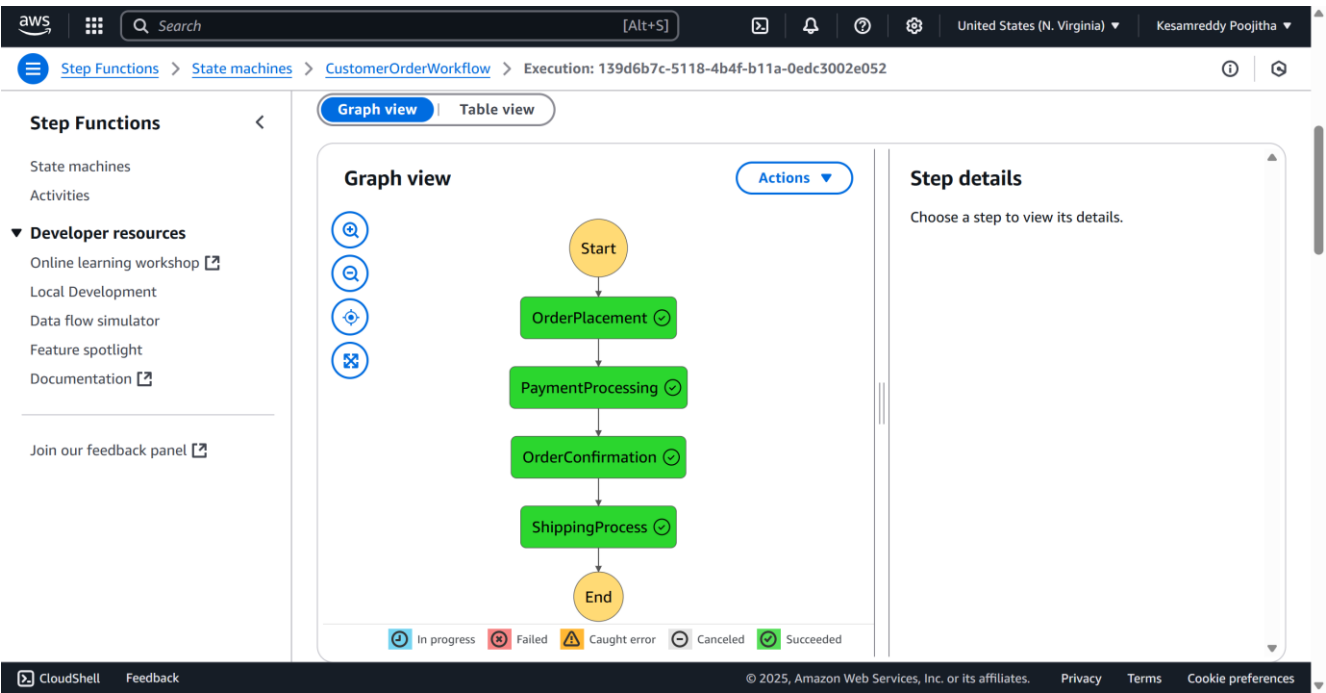 aws
Search [Alt+S] United States (N. Virginia) Kesamreddy Poojitha
Step Functions > State machines > CustomerOrderWorkflow > Execution: 139d6b7c-5118-4b4f-b11a-0edc3002e052
Step Functions
State machines
Activities
Developer resources
Online learning workshop
Local Development
Data flow simulator
Feature spotlight
Documentation
Join our feedback panel
Graph view | Table view
Graph view
Actions
Start
OrderPlacement
PaymentProcessing
OrderConfirmation
ShippingProcess
End
In progress Failed Caught error Canceled Succeeded
Step details
Choose a step to view its details.
CloudShell Feedback © 2025, Amazon Web Services, Inc. or its affiliates. Privacy Terms Cookie preferences